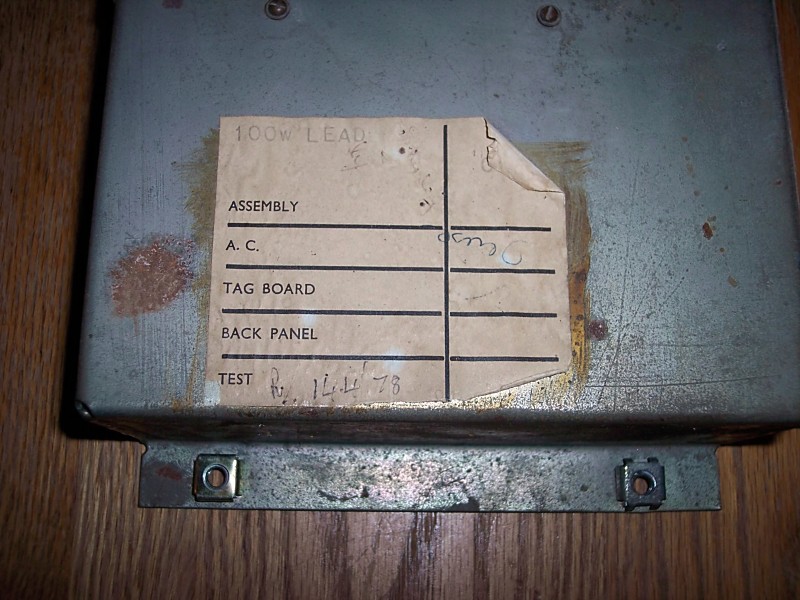 100W LEAD
ASSEMBLY
A. C.
TAG BOARD
BACK PANEL
TEST 14 4 78